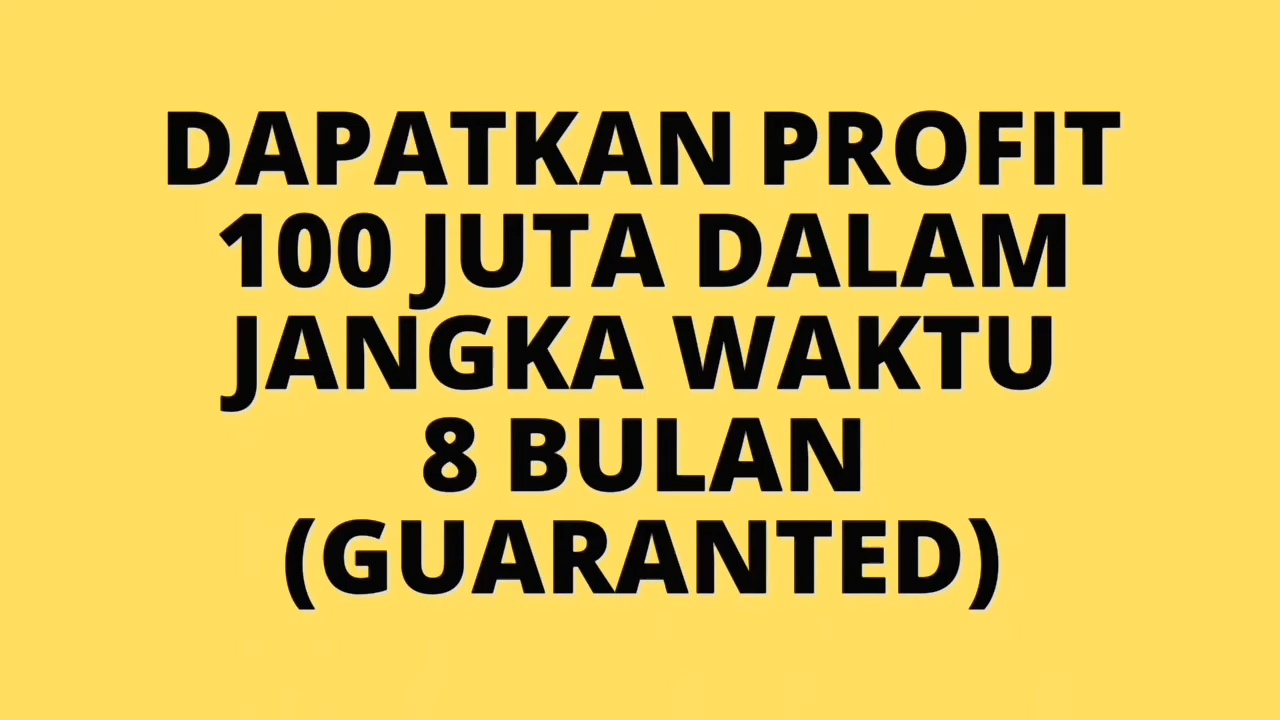 DAPATKAN PROFIT
100 JUTA DALAM
JANGKA WAKTU
8 BULAN
(GUARANTED)